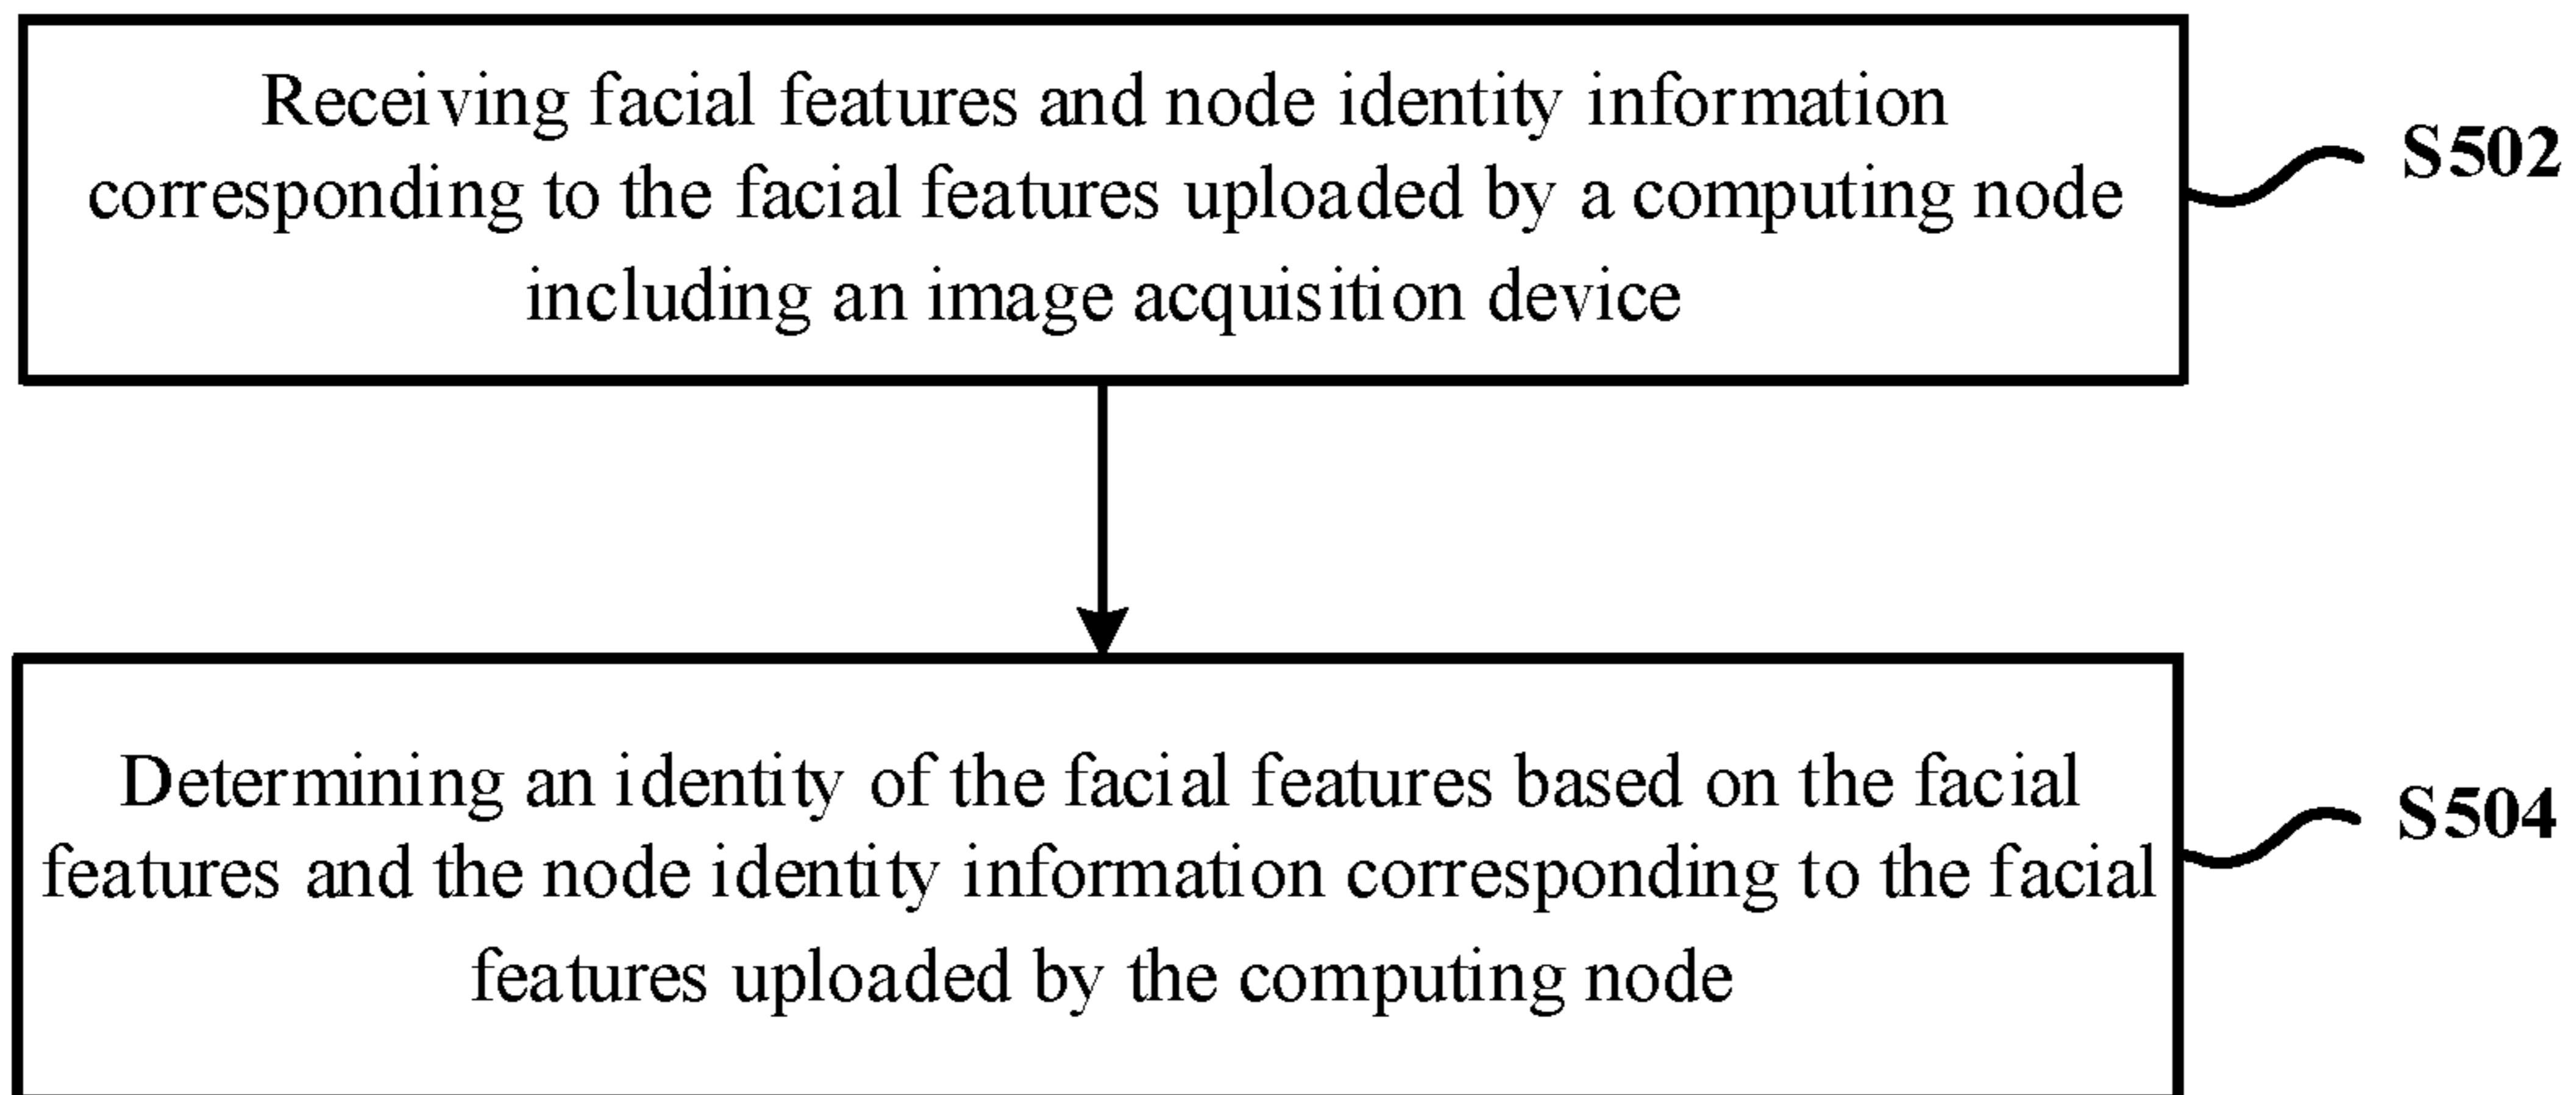 Receiving facial features and node identity information
corresponding to the facial features uploaded by a computing node
including an image acquisition device
S502
Determining an identity of the facial features based on the facial
features and the node identity information corresponding to the facial
features uploaded by the computing node
S504